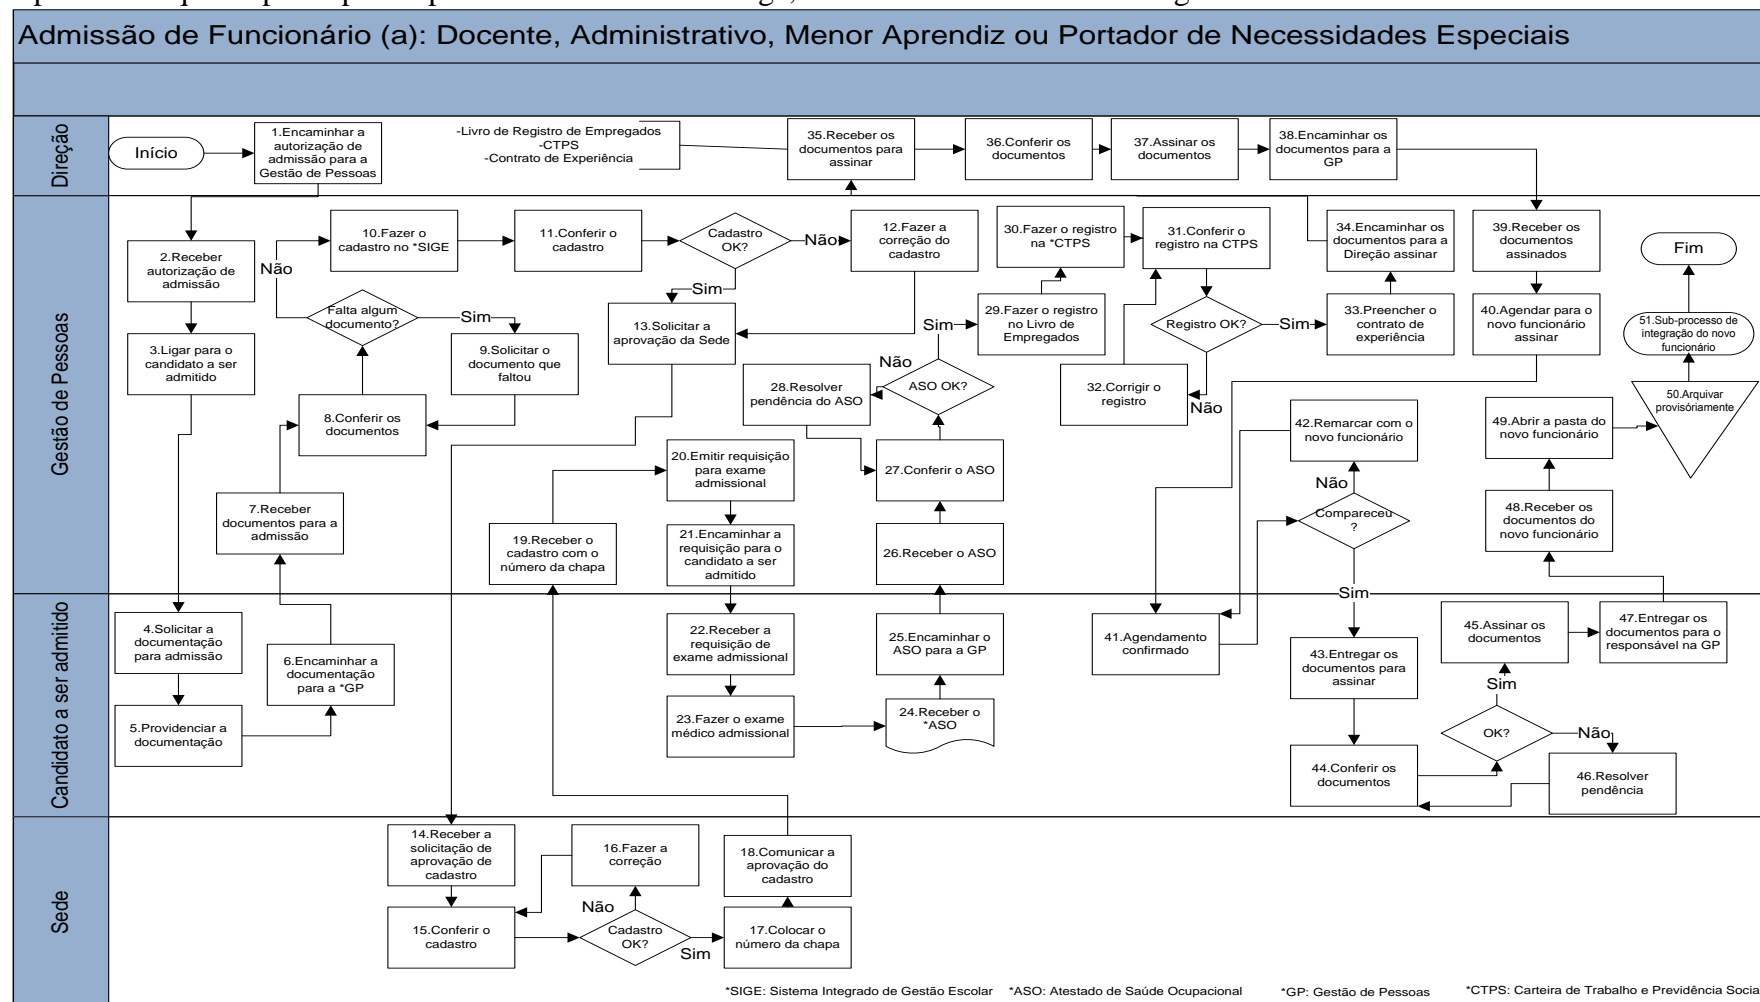 Admissão de Funcionário (a): Docente, Administrativo, Menor Aprendiz ou Portador de Necessidades Especiais
Direção
Início
1.Encaminhar a
autorização de
admissão para a
Gestão de Pessoas
-Livro de Registro de Empregados
-CTPS
-Contrato de Experiência
35.Receber os
documentos para
assinar
36.Conferir os
documentos
37.Assinar os
documentos
38.Encaminhar os
documentos para a
GP
Gestão de Pessoas
2.Receber
autorização de
admissão
3.Ligar para o
candidato a ser
admitido
10.Fazer o
cadastro no *SIGE
11.Conferir o
cadastro
Cadastro
OK?
Não
12.Fazer a
correção do
cadastro
Sim
13.Solicitar a
aprovação da Sede
Não
Falta algum
documento?
Sim
9.Solicitar o
documento que
faltou
8.Conferir os
documentos
7.Receber
documentos para a
admissão
19.Receber o
cadastro com o
número da chapa
20.Emitir requisição
para exame
admissional
21.Encaminhar a
requisição para o
candidato a ser
admitido
28.Resolver
pendência do ASO
Não
ASO OK?
Sim
27.Conferir o ASO
26.Receber o ASO
29.Fazer o registro
no Livro de
Empregados
30.Fazer o registro
na *CTPS
31.Conferir o
registro na CTPS
Registro OK?
Sim
Não
32.Corrigir o
registro
33.Preencher o
contrato de
experiência
34.Encaminhar os
documentos para a
Direção assinar
39.Receber os
documentos
assinados
40.Agendar para o
novo funcionário
assinar
42.Remarcar com o
novo funcionário
Não
Compareceu
?
Sim
48.Receber os
documentos do
novo funcionário
49.Abrir a pasta do
novo funcionário
50.Arquivar
provisóriamente
51.Sub-processo de
integração do novo
funcionário
Fim
Candidato a ser admitido
4.Solicitar a
documentação
para admissão
5.Providenciar a
documentação
6.Encaminhar a
documentação
para a *GP
22.Receber a
requisição de
exame admissional
23.Fazer o exame
médico admissional
24.Receber o
*ASO
25.Encaminhar o
ASO para a GP
41.Agendamento
confirmado
43.Entregar os
documentos para
assinar
44.Conferir os
documentos
OK?
Sim
Não
45.Assinar os
documentos
46.Resolver
pendência
47.Entregar os
documentos para o
responsável na GP
Sede
14.Receber a
solicitação de
aprovação de
cadastro
15.Conferir o
cadastro
16.Fazer a
correção
Não
Cadastro
OK?
Sim
17.Colocar o
número da chapa
18.Comunicar a
aprovação do
cadastro
*SIGE: Sistema Integrado de Gestão Escolar *ASO: Atestado de Saúde Ocupacional *GP: Gestão de Pessoas *CTPS: Carteira de Trabalho e Previdência Socia